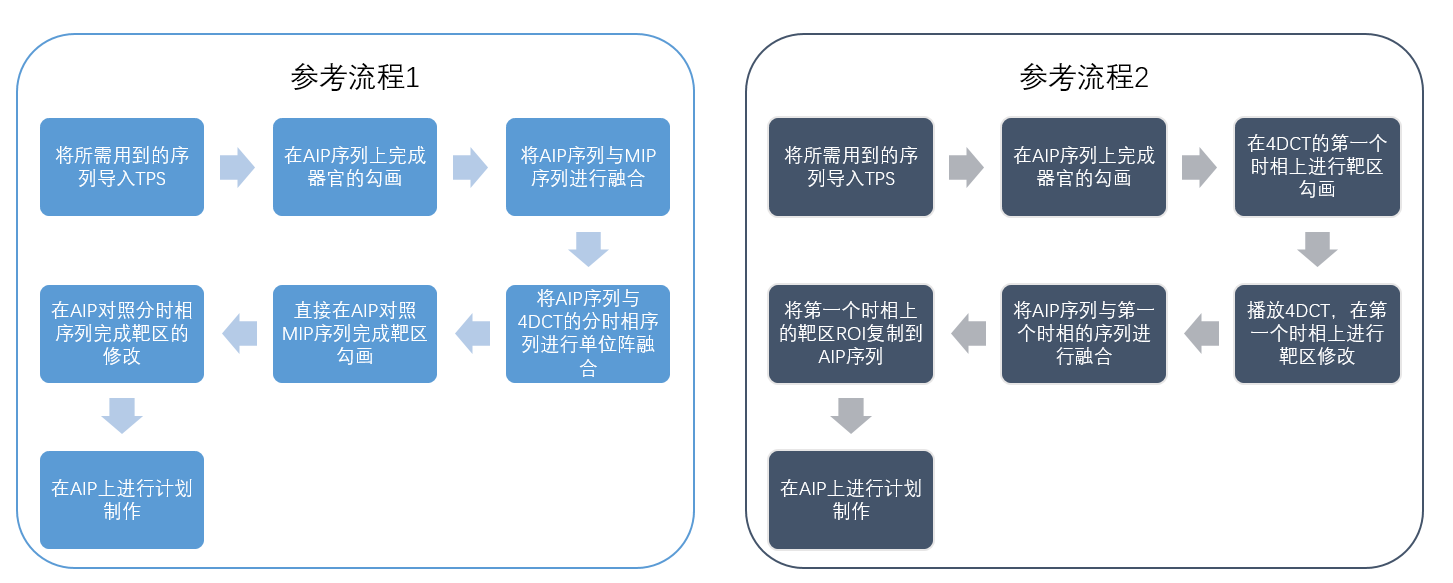 参考流程1
将所需用到的序
列导入TPS
在AIP序列上完成
器官的勾画
将AIP序列与MIP
序列进行融合
将AIP序列与
4DCT的分时相序
列进行单位阵融
合
直接在AIP对照
MIP序列完成靶区
勾画
在AIP对照分时相
序列完成靶区的
修改
在AIP上进行计划
制作
参考流程2
将所需用到的序
列导入TPS
在AIP序列上完成
器官的勾画
在4DCT的第一个
时相上进行靶区
勾画
播放4DCT，在第
一个时相上进行
靶区修改
将AIP序列与第一
个时相的序列进
行融合
将第一个时相上
的靶区ROI复制到
AIP序列
在AIP上进行计划
制作